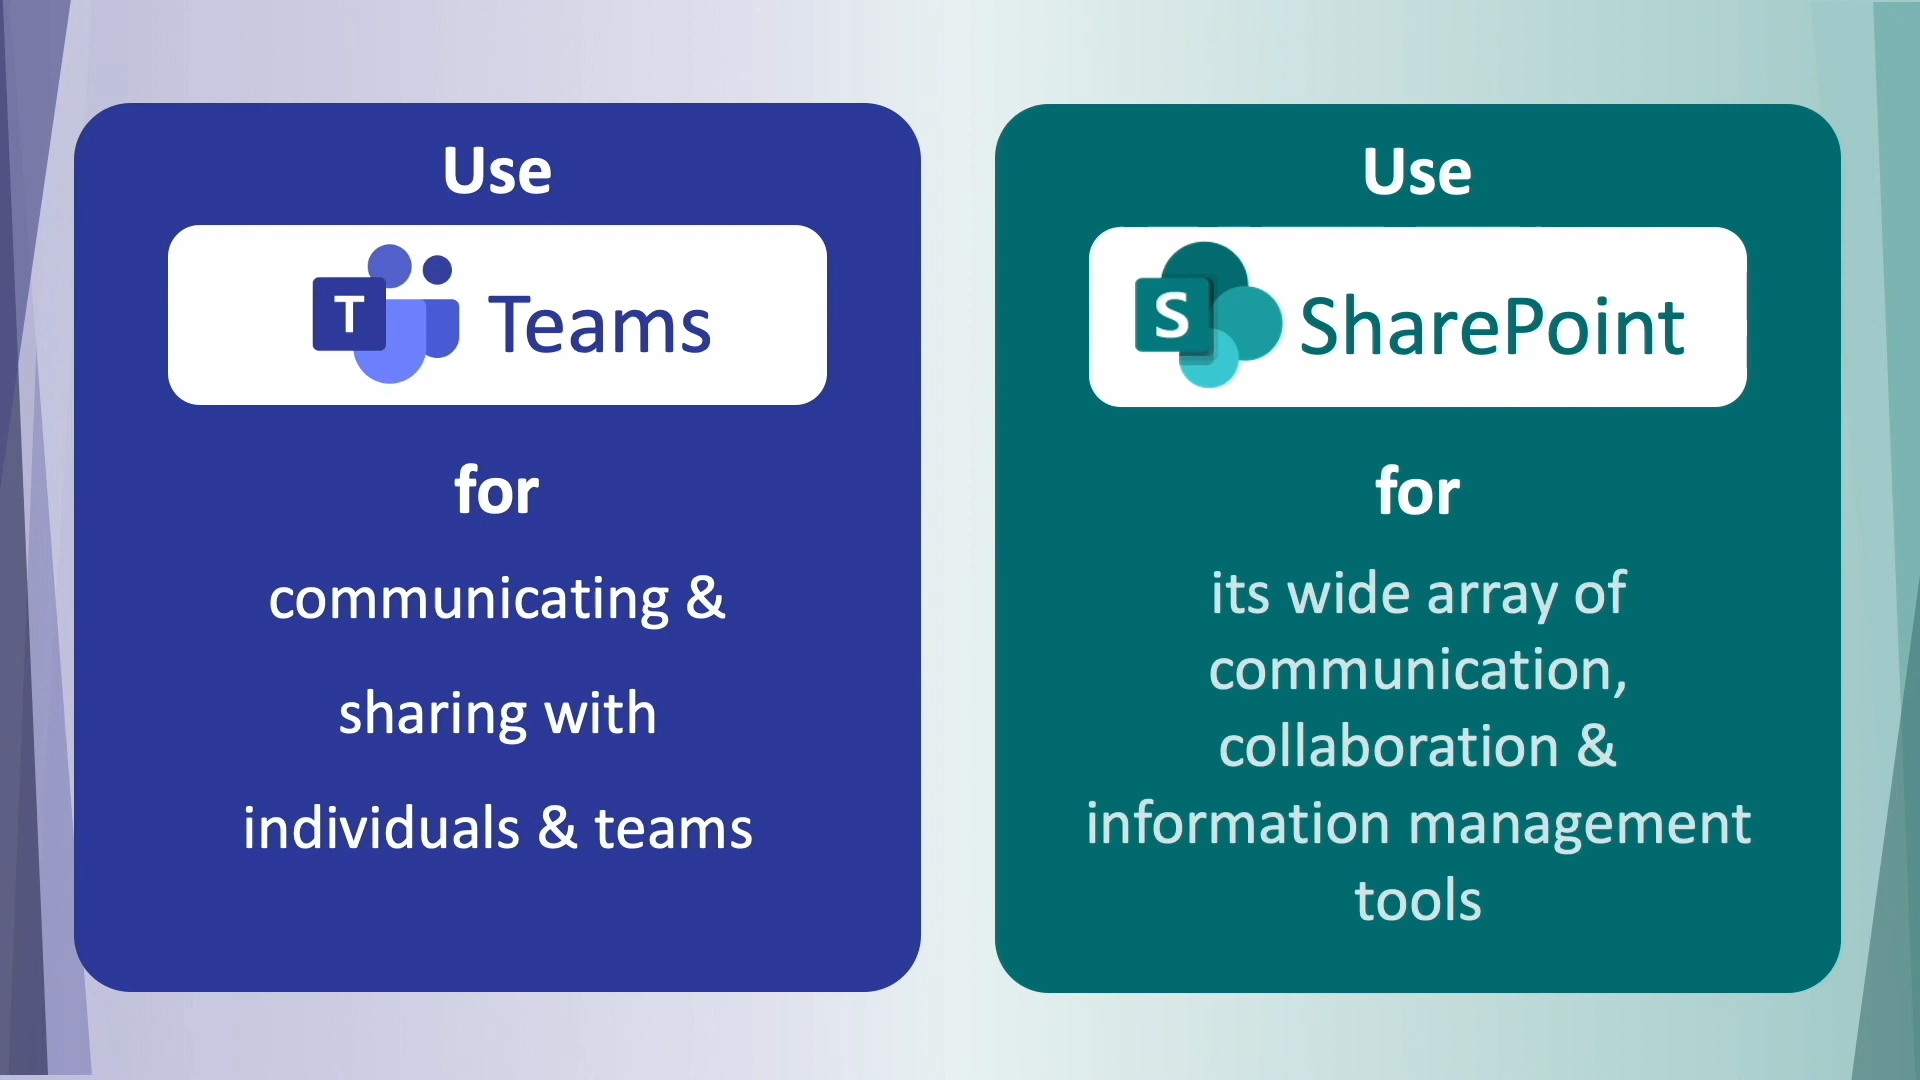 Use
T Teams
for
communicating &
sharing with
individuals & teams
Use
S SharePoint
for
its wide array of
communication,
collaboration &
information management
tools